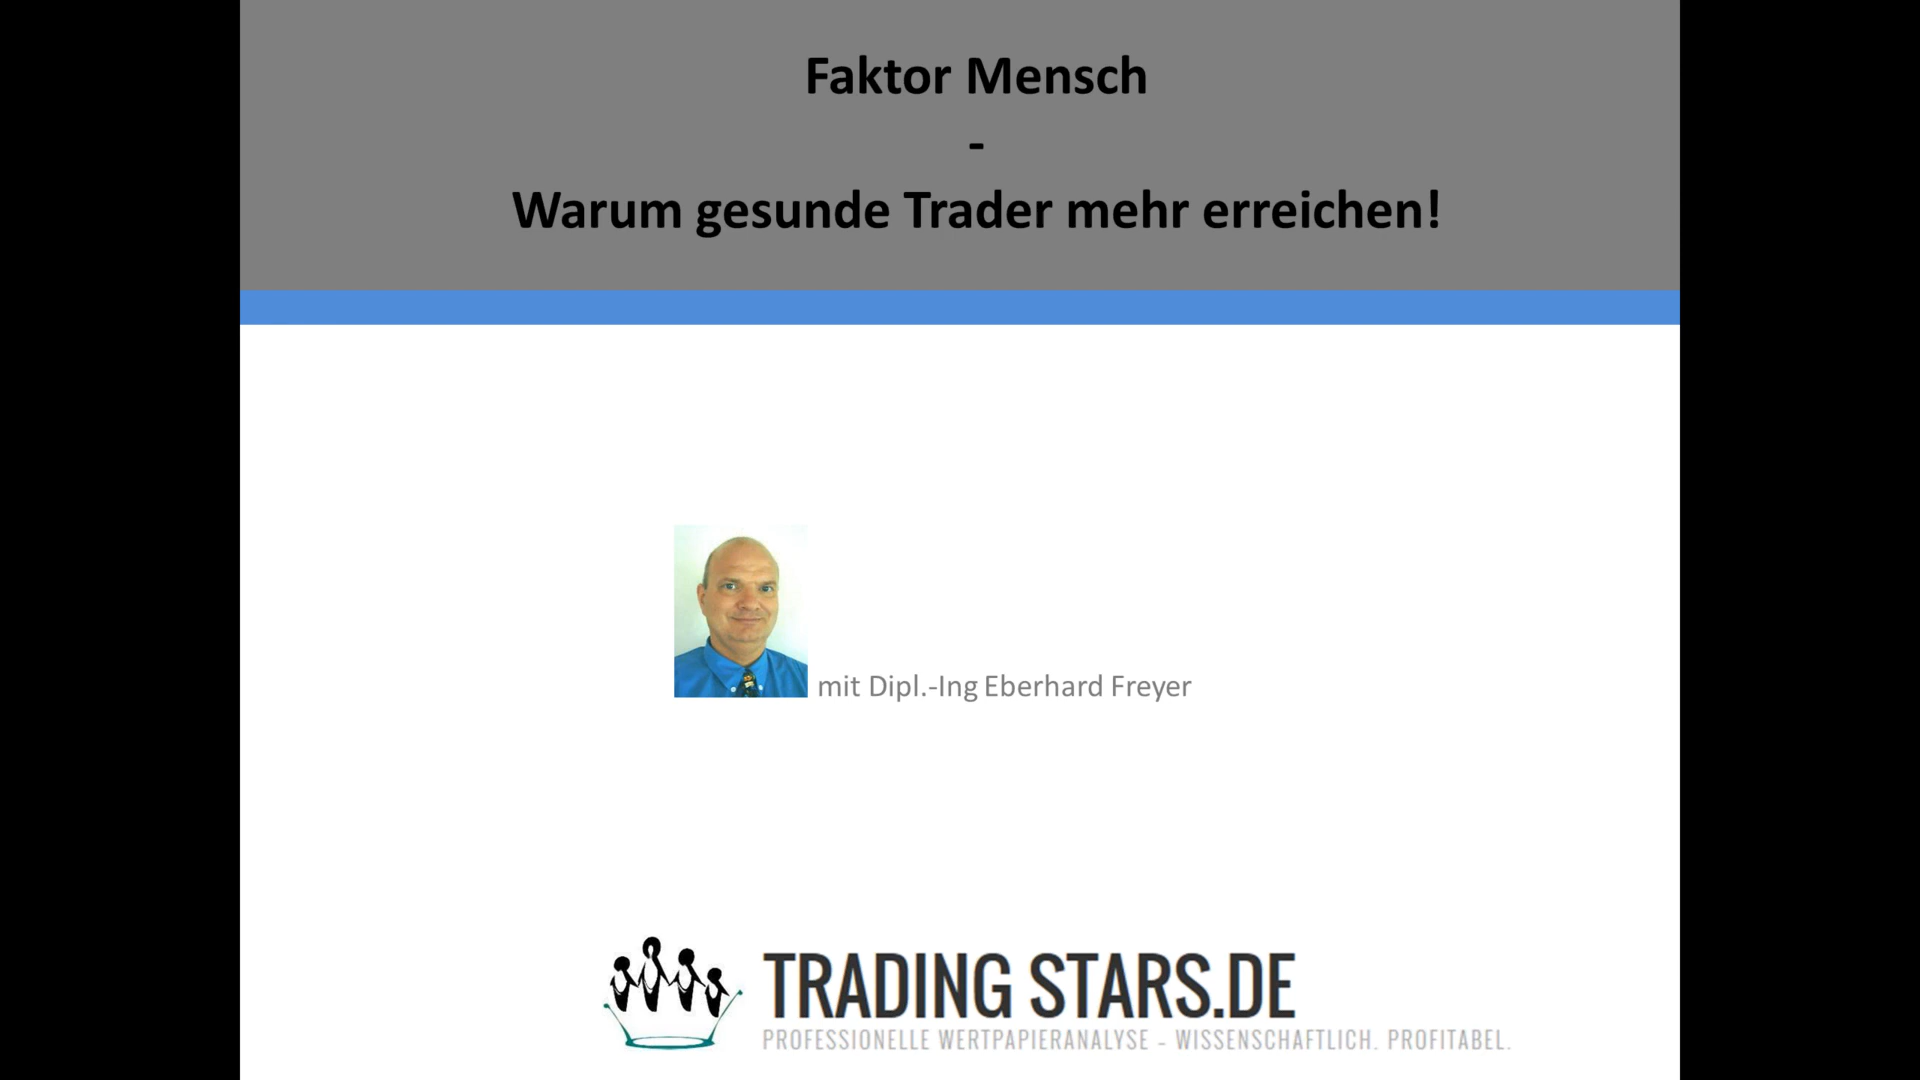 Faktor Mensch
-
Warum gesunde Trader mehr erreichen!
mit Dipl.-Ing Eberhard Freyer
TRADING STARS.DE
PROFESSIONELLE WERTPAPIERANALYSE - WISSENSCHAFTLICH. PROFITABEL.